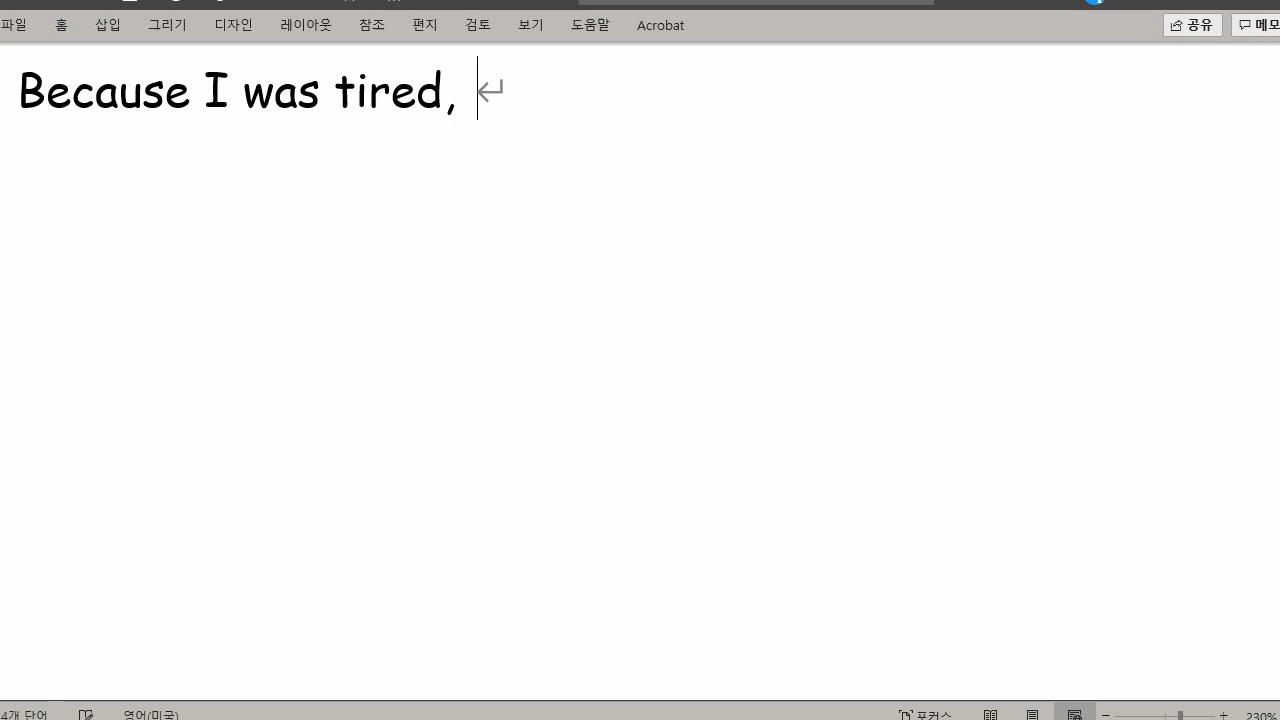 파일 홈 삽입 그리기 디자인 레이아웃 참조 편지 검토 보기 도움말 Acrobat 공유 메모
Because I was tired,
4개 단어 영어(미국) 포커스 230%